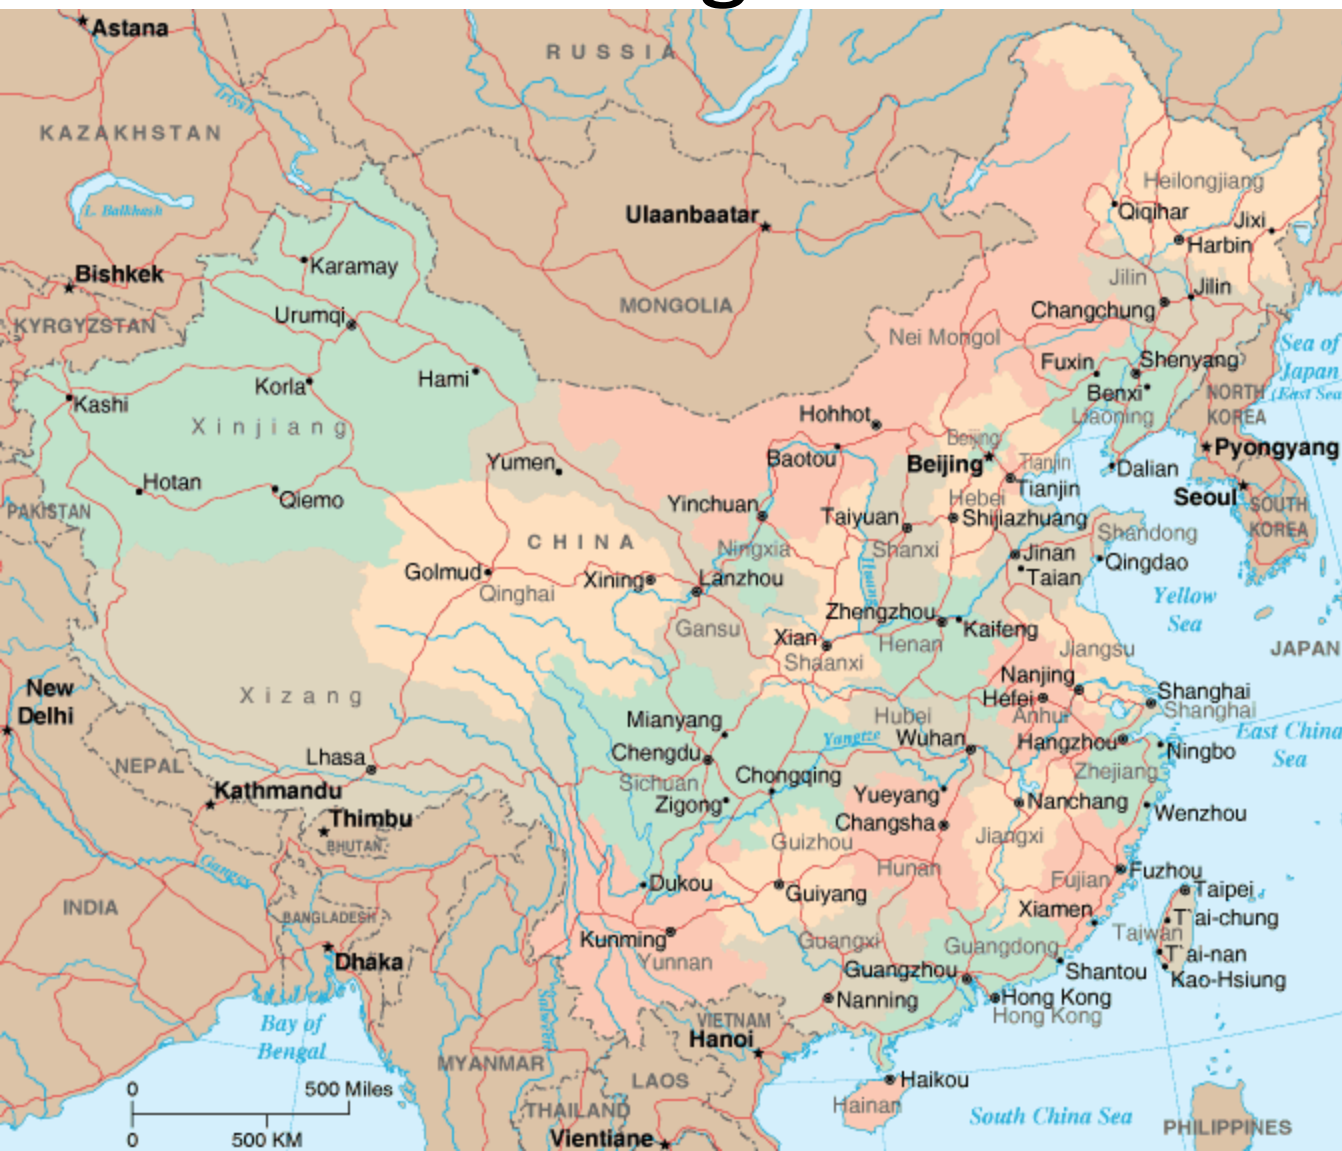 Astana
RUSSIA
Irtysh
KAZAKHSTAN
L. Balkhash
Heilongjiang
Qiqihar
Jixi
Harbin
Ulaanbaatar
Bishkek
Karamay
Jilin
Jilin
MONGOLIA
Changchung
KYRGYZSTAN
Urumqi
Nei Mongol
Sea of
Japan
(East Sea
Fuxin
Shenyang
Benxi
Hami
Korla
Kashi
NORTH
KOREA
Liaoning
Hohhot
Xinjiang
Beijing
Pyongyang
Baotou
Beijing
Tianjin
Tianjin
Dalian
Yumen
Hotan
Qiemo
Seoul
Hebei
SOUTH
KOREA
PAKISTAN
Yinchuan
Taiyuan
Shijiazhuang
Shandong
CHINA
Ningxia
Shanxi
Jinan
Qingdao
Golmud
Xining
Lanzhou
Taian
Qinghai
Huang
Yellow
Sea
Zhengzhou
Kaifeng
Gansu
Xian
Henan
Jiangsu
JAPAN
Shaanxi
Nanjing
New
Delhi
Xizang
Hefei
Shanghai
Shanghai
Anhui
Mianyang
Hubei
Yangtze
Wuhan
Hangzhou
East China
Sea
Ningbo
Lhasa
Chengdu
NEPAL
Sichuan
Chongqing
Zhejiang
Kathmandu
Zigong
Yueyang
Nanchang
Wenzhou
Thimbu
Changsha
BHUTAN
Guizhou
Jiangxi
Ganges
Hunan
Fuzhou
Dukou
Guiyang
Fujian
Taipei
INDIA
BANGLADESH
Xiamen
T'ai-chung
Taiwan
Kunming
Guangxi
Guangdong
T'ai-nan
Dhaka
Yunnan
Guangzhou
Shantou
Kao-Hsiung
Nanning
Hong Kong
Hong Kong
Salween
Bay of
Bengal
VIETNAM
Hanoi
MYANMAR
LAOS
Haikou
0 500 Miles
Hainan
THAILAND
South China Sea
PHILIPPINES
0 500 KM
Vientiane